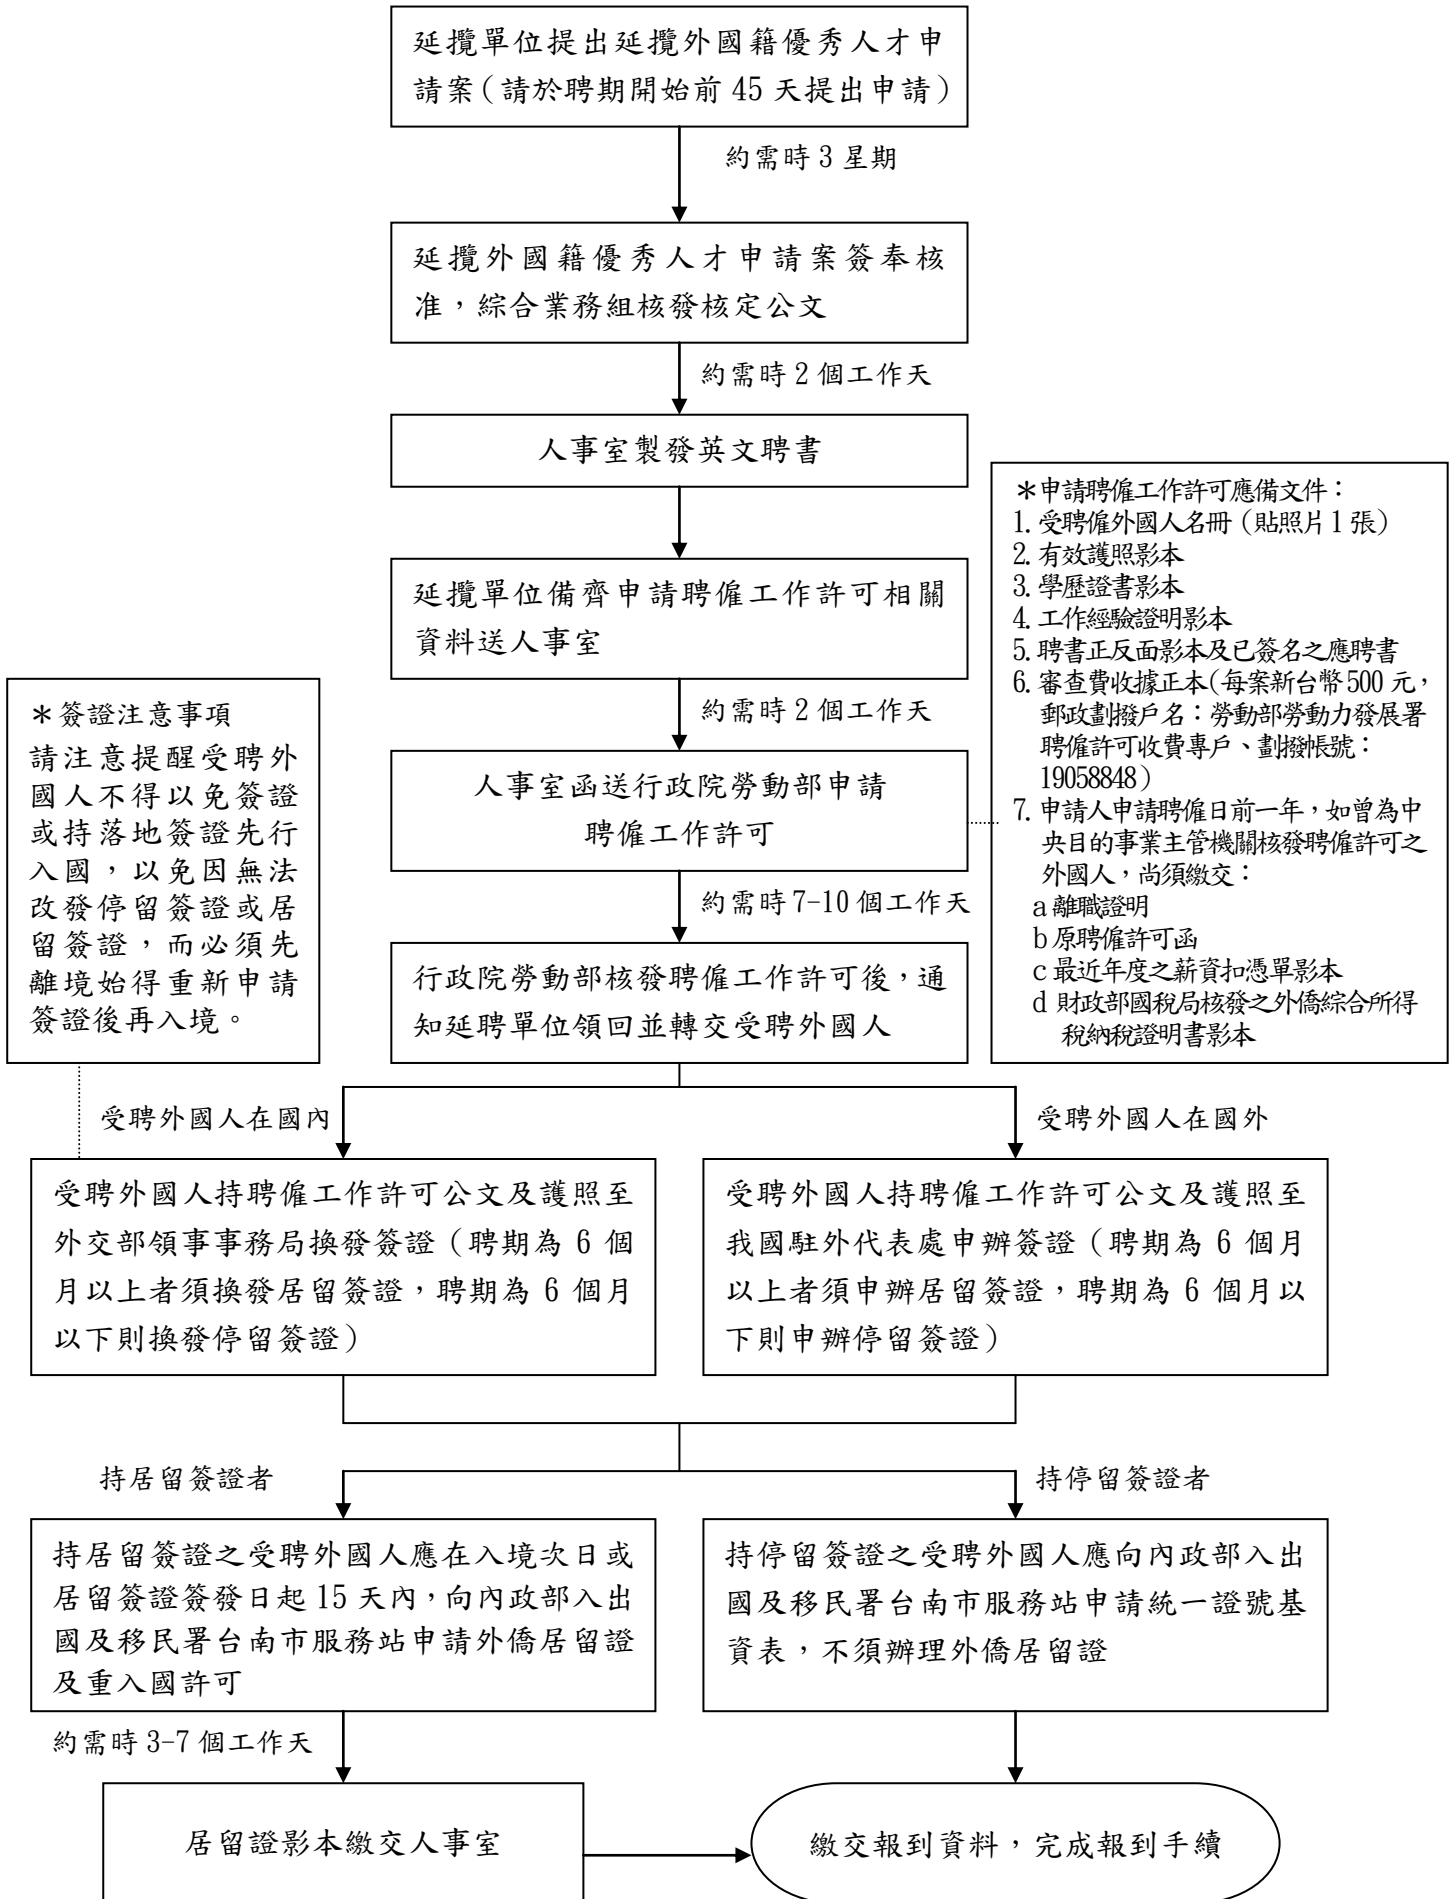 延攬單位提出延攬外國籍優秀人才申
請案(請於聘期開始前 45 天提出申請)
約需時 3 星期
延攬外國籍優秀人才申請案簽奉核
准，綜合業務組核發核定公文
約需時 2 個工作天
人事室製發英文聘書
延攬單位備齊申請聘僱工作許可相關
資料送人事室
約需時 2 個工作天
人事室函送行政院勞動部申請
聘僱工作許可
約需時 7-10 個工作天
行政院勞動部核發聘僱工作許可後，通
知延聘單位領回並轉交受聘外國人
＊申請聘僱工作許可應備文件：
1. 受聘僱外國人名冊（貼照片 1 張）
2. 有效護照影本
3. 學歷證書影本
4. 工作經驗證明影本
5. 聘書正反面影本及已簽名之應聘書
6. 審查費收據正本(每案新台幣 500 元，
郵政劃撥戶名：勞動部勞動力發展署
聘僱許可收費專戶、劃撥帳號：
19058848）
7. 申請人申請聘僱日前一年，如曾為中
央目的事業主管機關核發聘僱許可之
外國人，尚須繳交：
a 離職證明
b 原聘僱許可函
c 最近年度之薪資扣憑單影本
d 財政部國稅局核發之外僑綜合所得
稅納稅證明書影本
＊簽證注意事項
請注意提醒受聘外
國人不得以免簽證
或持落地簽證先行
入國，以免因無法
改發停留簽證或居
留簽證，而必須先
離境始得重新申請
簽證後再入境。
受聘外國人在國內
受聘外國人在國外
受聘外國人持聘僱工作許可公文及護照至
外交部領事事務局換發簽證（聘期為 6 個
月以上者須換發居留簽證，聘期為 6 個月
以下則換發停留簽證）
受聘外國人持聘僱工作許可公文及護照至
我國駐外代表處申辦簽證（聘期為 6 個月
以上者須申辦居留簽證，聘期為 6 個月以
下則申辦停留簽證）
持居留簽證者
持停留簽證者
持居留簽證之受聘外國人應在入境次日或
居留簽證簽發日起 15 天內，向內政部入出
國及移民署台南市服務站申請外僑居留證
及重入國許可
持停留簽證之受聘外國人應向內政部入出
國及移民署台南市服務站申請統一證號基
資表，不須辦理外僑居留證
約需時 3-7 個工作天
居留證影本繳交人事室
繳交報到資料，完成報到手續